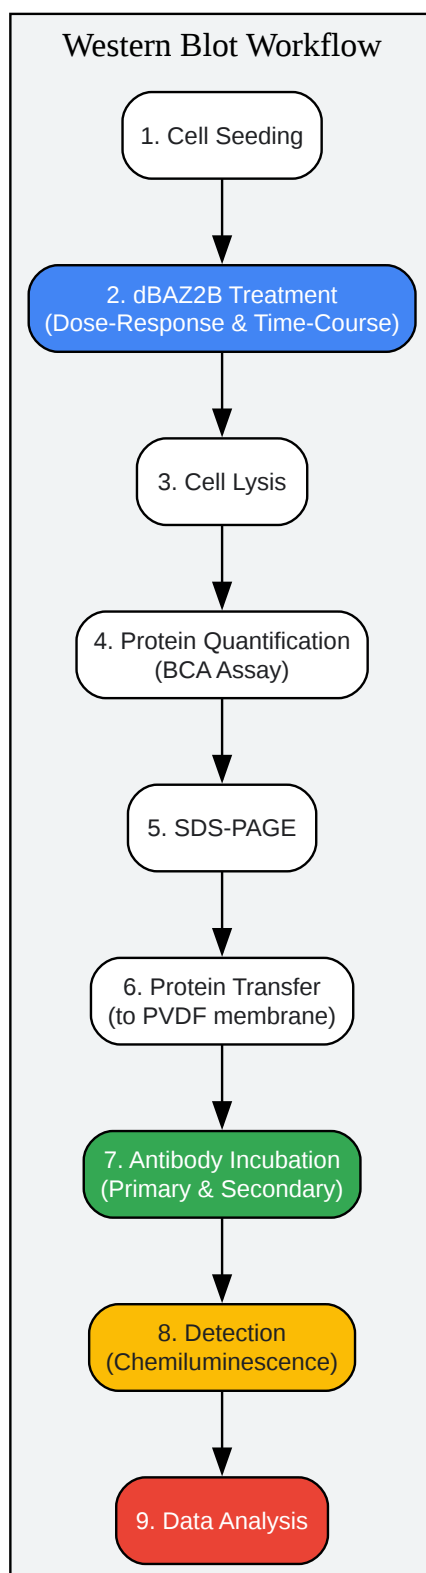 Western Blot Workflow
1. Cell Seeding
2. dBAZ2B Treatment
(Dose-Response & Time-Course)
3. Cell Lysis
4. Protein Quantification
(BCA Assay)
5. SDS-PAGE
6. Protein Transfer
(to PVDF membrane)
7. Antibody Incubation
(Primary & Secondary)
8. Detection
(Chemiluminescence)
9. Data Analysis